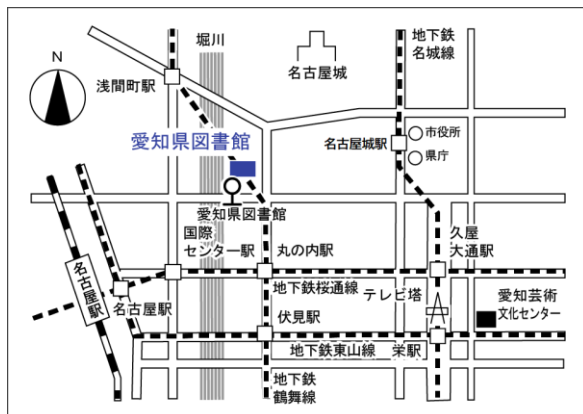 N
堀川
名古屋城
地下鉄
名城線
浅間町駅
愛知県図書館
名古屋城駅
市役所
県庁
愛知県図書館
国際
センター駅
丸の内駅
久屋
大通駅
名古屋駅
名古屋駅
地下鉄桜通線
テレビ塔
愛知芸術
文化センター
伏見駅
地下鉄東山線
栄駅
地下鉄
鶴舞線